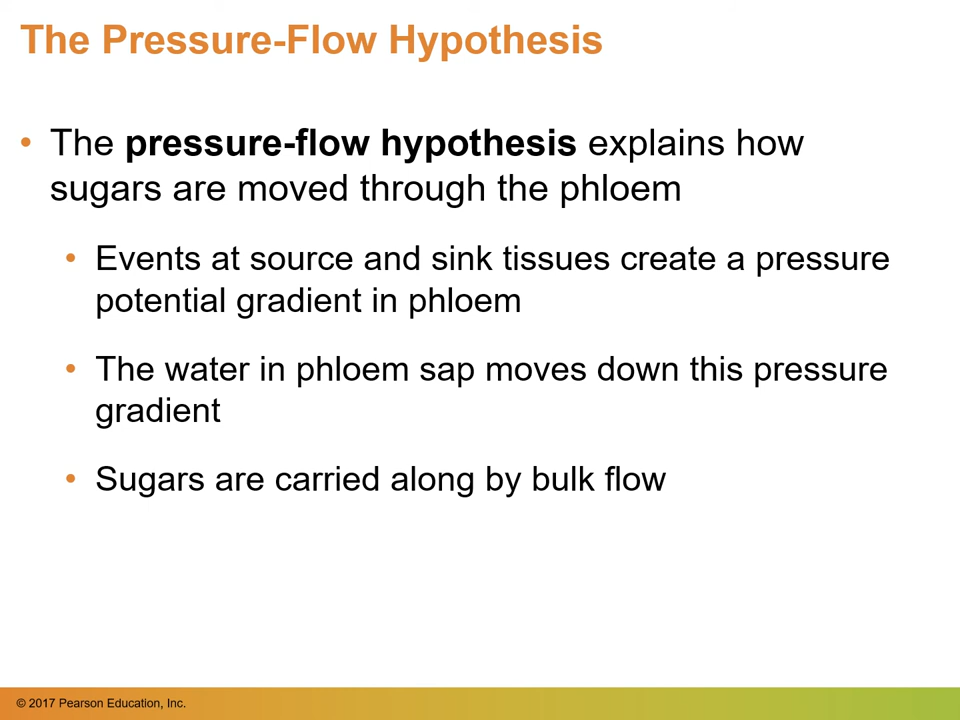 The Pressure-Flow Hypothesis
• The pressure-flow hypothesis explains how
sugars are moved through the phloem
• Events at source and sink tissues create a pressure
potential gradient in phloem
• The water in phloem sap moves down this pressure
gradient
• Sugars are carried along by bulk flow
© 2017 Pearson Education, Inc.